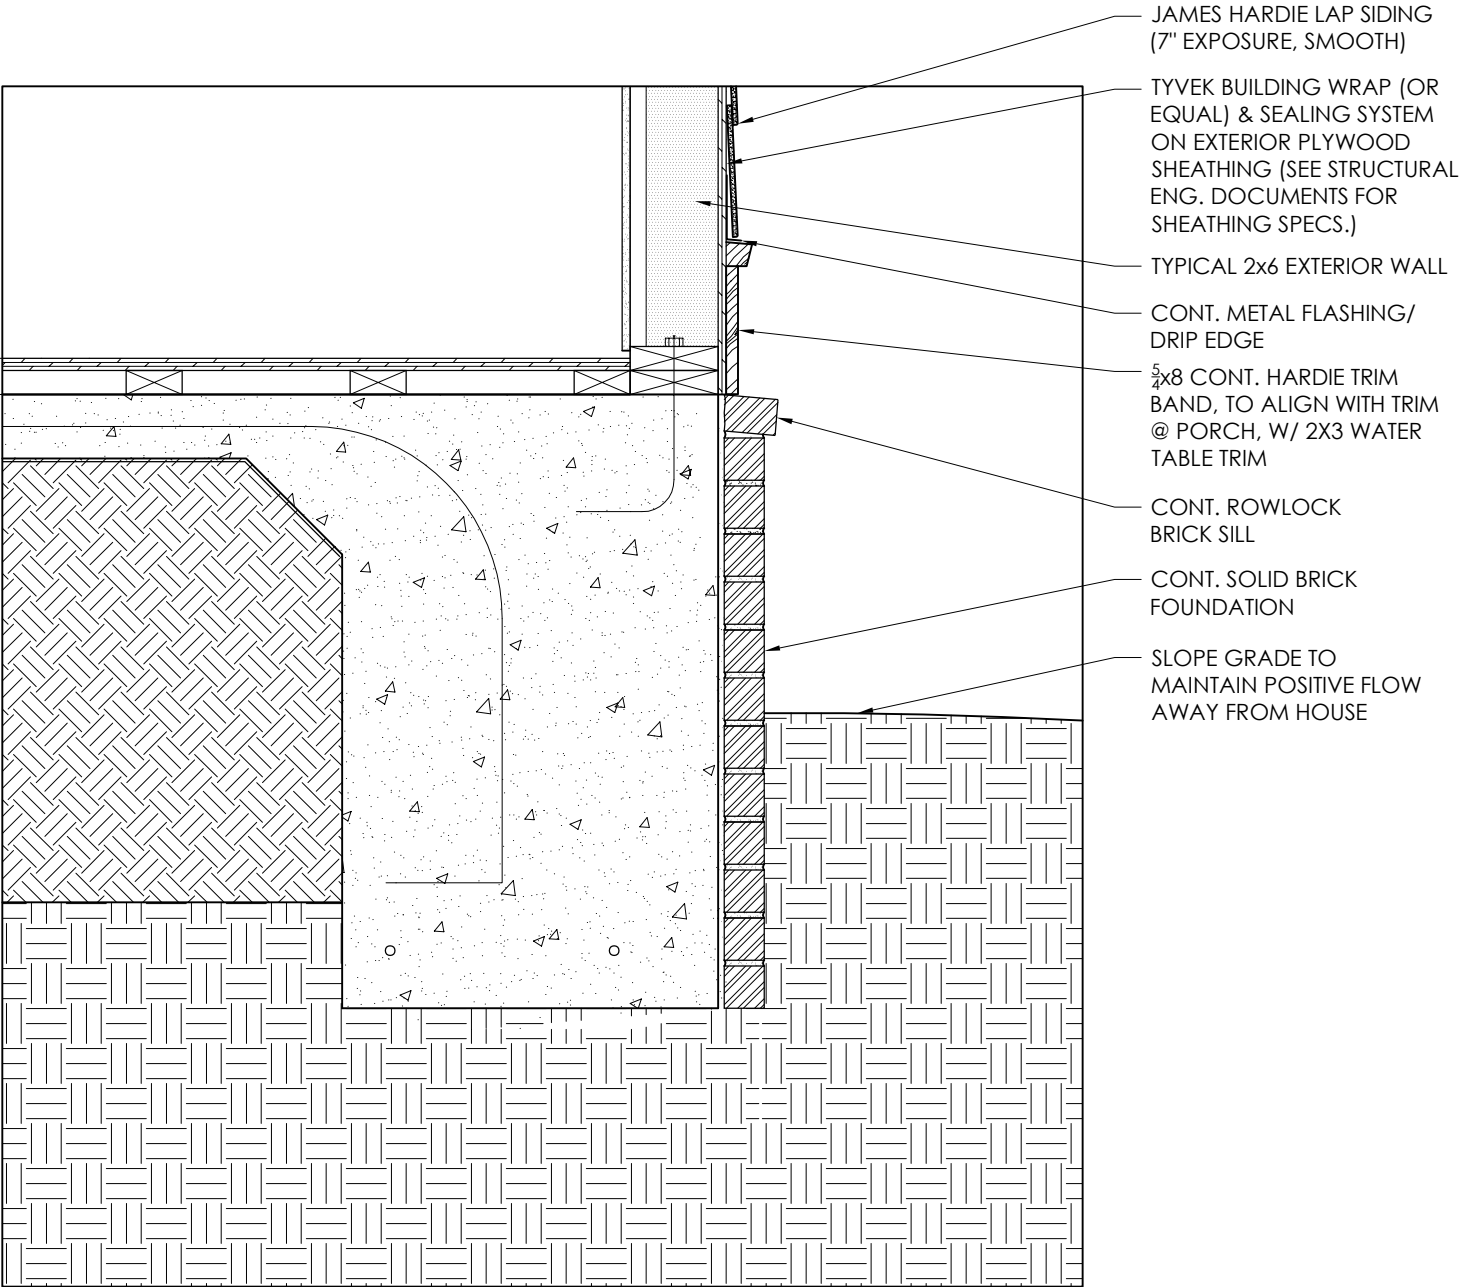 JAMES HARDIE LAP SIDING
(7" EXPOSURE, SMOOTH)
TYVEK BUILDING WRAP (OR
EQUAL) & SEALING SYSTEM
ON EXTERIOR PLYWOOD
SHEATHING (SEE STRUCTURAL
ENG. DOCUMENTS FOR
SHEATHING SPECS.)
TYPICAL 2x6 EXTERIOR WALL
CONT. METAL FLASHING/
DRIP EDGE
5/4x8 CONT. HARDIE TRIM
BAND, TO ALIGN WITH TRIM
@ PORCH, W/ 2X3 WATER
TABLE TRIM
CONT. ROWLOCK
BRICK SILL
CONT. SOLID BRICK
FOUNDATION
SLOPE GRADE TO
MAINTAIN POSITIVE FLOW
AWAY FROM HOUSE